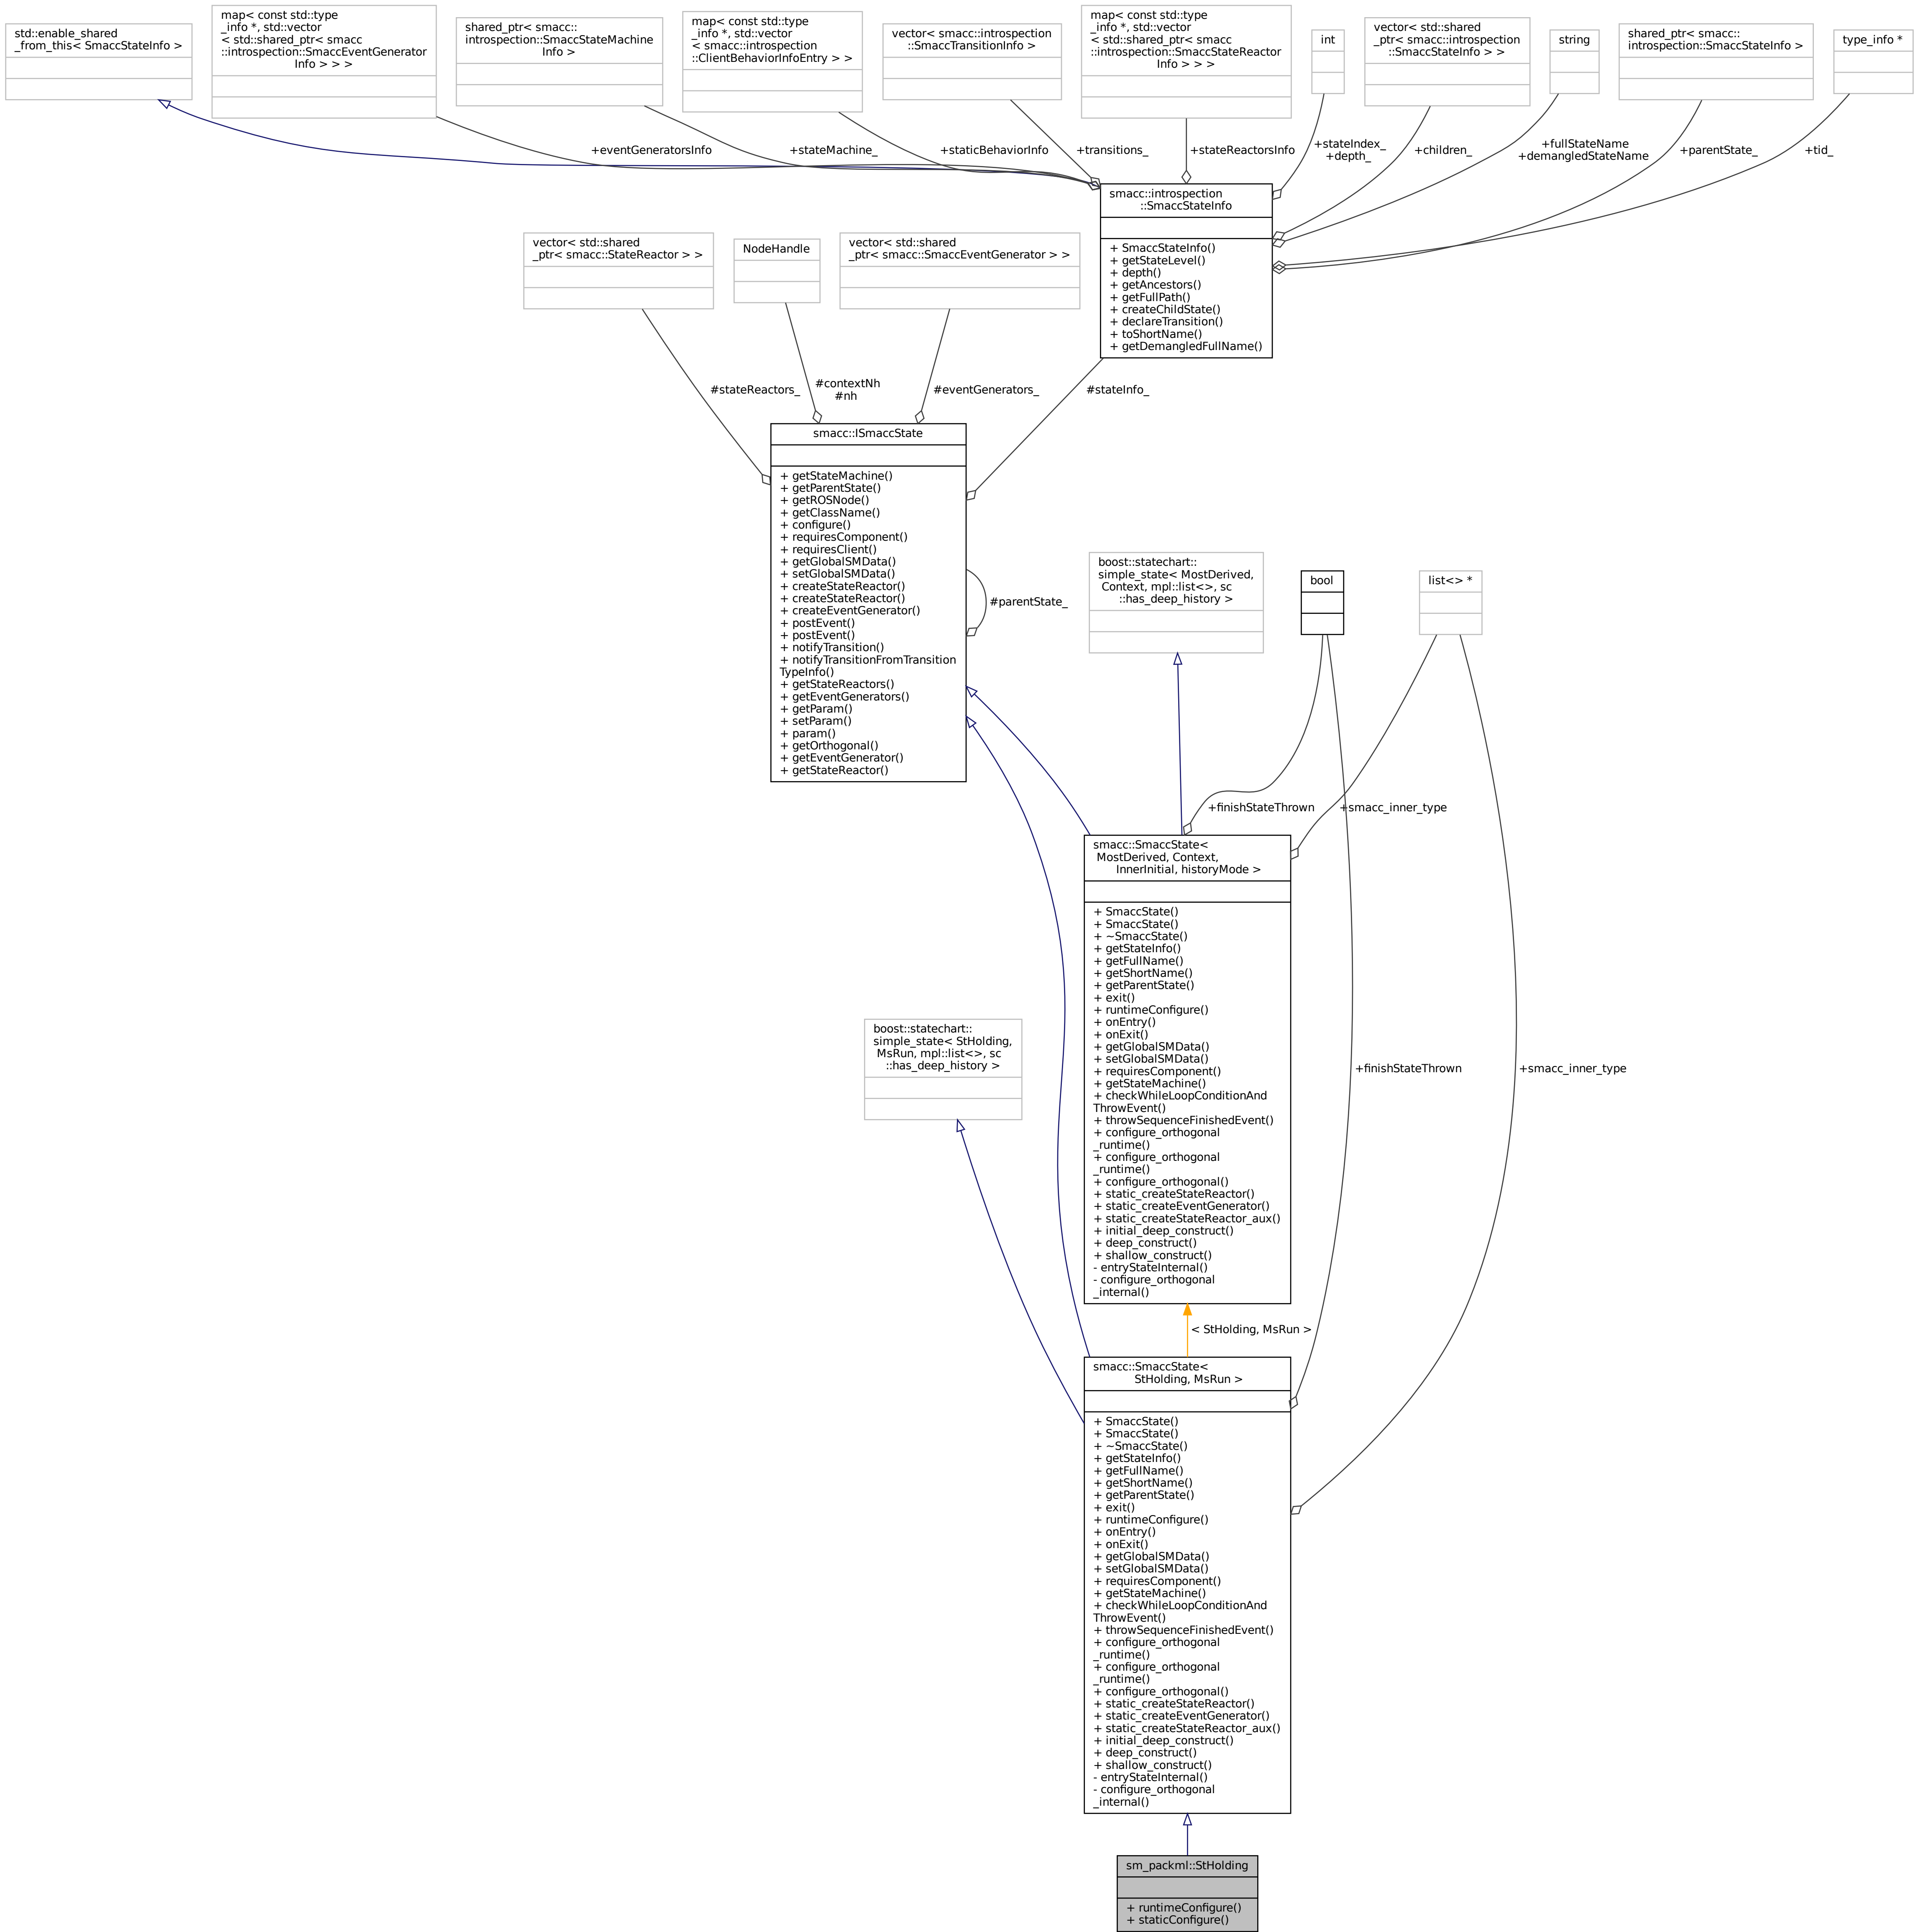 std::enable_shared
_from_this< SmaccStateInfo >
map< const std::type
_info *, std::vector
< std::shared_ptr< smacc
::introspection::SmaccEventGenerator
Info > > >
shared_ptr< smacc::
introspection::SmaccStateMachine
Info >
map< const std::type
_info *, std::vector
< smacc::introspection
::ClientBehaviorInfoEntry > >
vector< smacc::introspection
::SmaccTransitionInfo >
map< const std::type
_info *, std::vector
< std::shared_ptr< smacc
::introspection::SmaccStateReactor
Info > > >
int
vector< std::shared
_ptr< smacc::introspection
::SmaccStateInfo > >
string
shared_ptr< smacc::
introspection::SmaccStateInfo >
type_info *
+eventGeneratorsInfo
+stateMachine_
+staticBehaviorInfo
+transitions_
+stateReactorsInfo
+stateIndex_
+depth_
+children_
+fullStateName
+demangledStateName
+parentState_
+tid_
smacc::introspection
::SmaccStateInfo
+ SmaccStateInfo()
+ getStateLevel()
+ depth()
+ getAncestors()
+ getFullPath()
+ createChildState()
+ declareTransition()
+ toShortName()
+ getDemangledFullName()
vector< std::shared
_ptr< smacc::StateReactor > >
NodeHandle
vector< std::shared
_ptr< smacc::SmaccEventGenerator > >
#stateReactors_
#contextNh
#nh
#eventGenerators_
#stateInfo_
smacc::ISmaccState
+ getStateMachine()
+ getParentState()
+ getROSNode()
+ getClassName()
+ configure()
+ requiresComponent()
+ requiresClient()
+ getGlobalSMData()
+ setGlobalSMData()
+ createStateReactor()
+ createStateReactor()
+ createEventGenerator()
+ postEvent()
+ postEvent()
+ notifyTransition()
+ notifyTransitionFromTransition
TypeInfo()
+ getStateReactors()
+ getEventGenerators()
+ getParam()
+ setParam()
+ param()
+ getOrthogonal()
+ getEventGenerator()
+ getStateReactor()
#parentState_
boost::statechart::
simple_state< MostDerived,
Context, mpl::list<>, sc
::has_deep_history >
bool
list<> *
+finishStateThrown
+smacc_inner_type
smacc::SmaccState<
MostDerived, Context,
InnerInitial, historyMode >
+ SmaccState()
+ SmaccState()
+ ~SmaccState()
+ getStateInfo()
+ getFullName()
+ getShortName()
+ getParentState()
+ exit()
+ runtimeConfigure()
+ onEntry()
+ onExit()
+ getGlobalSMData()
+ setGlobalSMData()
+ requiresComponent()
+ getStateMachine()
+ checkWhileLoopConditionAnd
ThrowEvent()
+ throwSequenceFinishedEvent()
+ configure_orthogonal
_runtime()
+ configure_orthogonal
_runtime()
+ configure_orthogonal()
+ static_createStateReactor()
+ static_createEventGenerator()
+ static_createStateReactor_aux()
+ initial_deep_construct()
+ deep_construct()
+ shallow_construct()
- entryStateInternal()
- configure_orthogonal
_internal()
boost::statechart::
simple_state< StHolding,
MsRun, mpl::list<>, sc
::has_deep_history >
+finishStateThrown
+smacc_inner_type
< StHolding, MsRun >
smacc::SmaccState<
StHolding, MsRun >
+ SmaccState()
+ SmaccState()
+ ~SmaccState()
+ getStateInfo()
+ getFullName()
+ getShortName()
+ getParentState()
+ exit()
+ runtimeConfigure()
+ onEntry()
+ onExit()
+ getGlobalSMData()
+ setGlobalSMData()
+ requiresComponent()
+ getStateMachine()
+ checkWhileLoopConditionAnd
ThrowEvent()
+ throwSequenceFinishedEvent()
+ configure_orthogonal
_runtime()
+ configure_orthogonal
_runtime()
+ configure_orthogonal()
+ static_createStateReactor()
+ static_createEventGenerator()
+ static_createStateReactor_aux()
+ initial_deep_construct()
+ deep_construct()
+ shallow_construct()
- entryStateInternal()
- configure_orthogonal
_internal()
sm_packml::StHolding
+ runtimeConfigure()
+ staticConfigure()